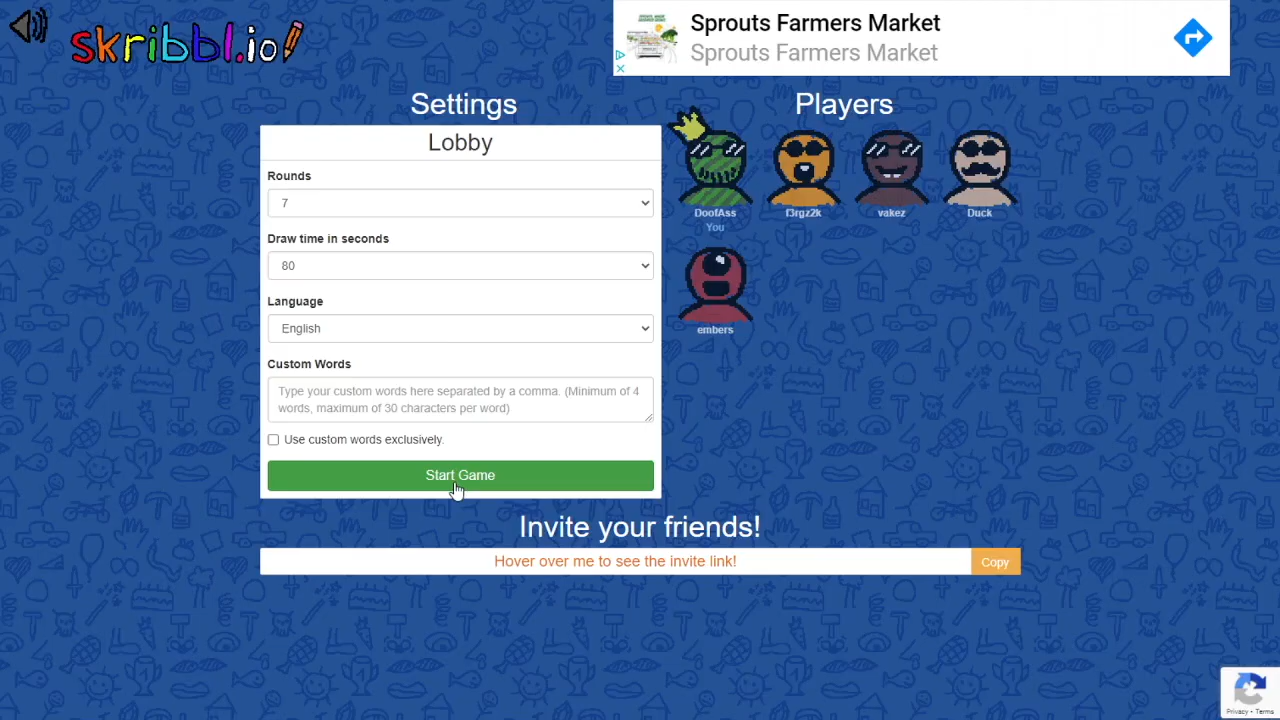 skribbl.io
Sprouts Farmers Market
Sprouts Farmers Market
Settings
Players
Lobby
Rounds
7
Draw time in seconds
80
Language
English
Custom Words
Type your custom words here separated by a comma. (Minimum of 4
words, maximum of 30 characters per word)
Use custom words exclusively.
Start Game
DoofAss
You
f3rgz2k
vakez
Duck
embers
Invite your friends!
Hover over me to see the invite link!
Copy
Privacy • Terms